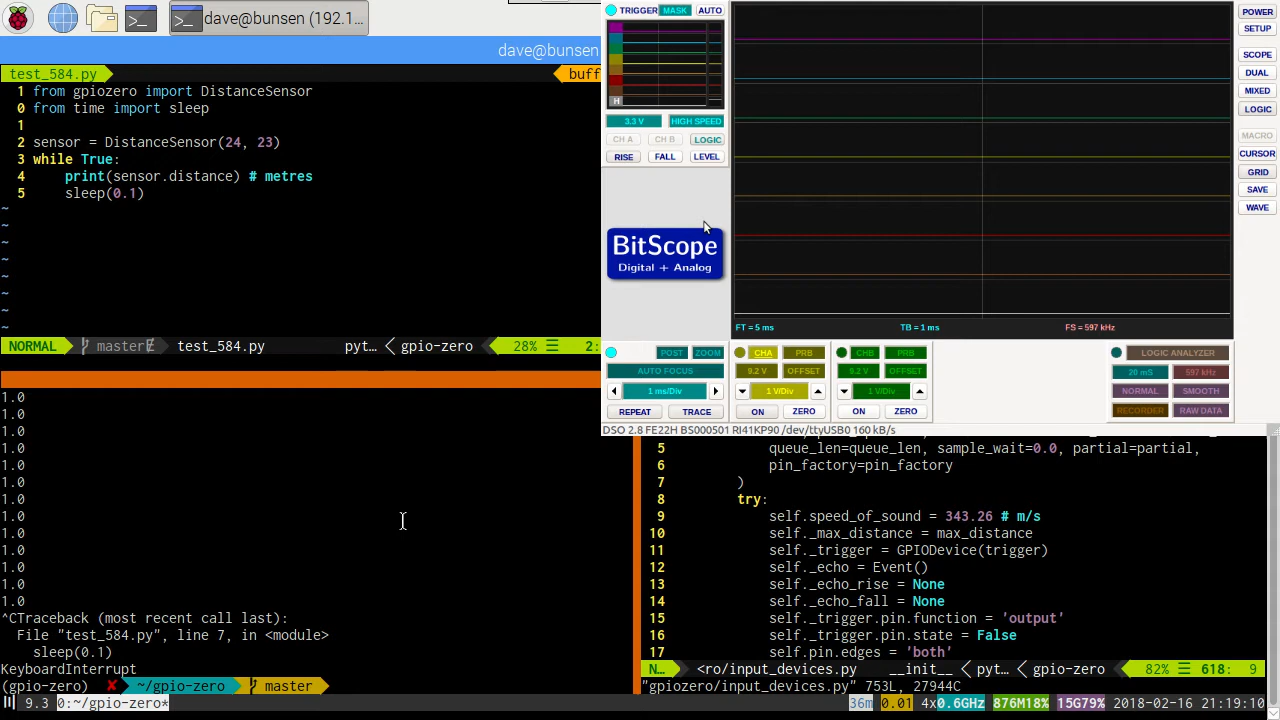 dave@bunsen (192.1...
dave@bunsen
test_584.py
buff
1 from gpiozero import DistanceSensor
0 from time import sleep
1
sensor = DistanceSensor(24, 23)
3 while True:
4 print(sensor.distance) # metres
5 sleep(0.1)
~
~
~
~
~
~
~
~
NORMAL master test_584.py pyt… gpio-zero 28% ☰ 2:
TRIGGER MASK AUTO
H
3.3 V HIGH SPEED
CH A CH B LOGIC
RISE FALL LEVEL
BitScope
Digital + Analog
FT = 5 ms TB = 1 ms FS = 597 kHz
POWER
SETUP
SCOPE
DUAL
MIXED
LOGIC
MACRO
CURSOR
GRID
SAVE
WAVE
POST ZOOM
AUTO FOCUS
1 ms/Div
REPEAT TRACE
CHA PRB
9.2 V OFFSET
1 V/Div
ON ZERO
CHB PRB
9.2 V OFFSET
1 V/Div
ON ZERO
LOGIC ANALYZER
20 mS 597 kHz
NORMAL SMOOTH
RECORDER RAW DATA
DSO 2.8 FE22H BS000501 RI41KP90 /dev/ttyUSB0 160 kB/s
1.0
1.0
1.0
1.0
1.0
1.0
1.0
1.0
1.0
1.0
1.0
1.0
1.0
^CTraceback (most recent call last):
File "test_584.py", line 7, in <module>
sleep(0.1)
KeyboardInterrupt
(gpio-zero) ✘ ~/gpio-zero master
5 queue_len=queue_len, sample_wait=0.0, partial=partial,
6 pin_factory=pin_factory
7 )
8 try:
9 self.speed_of_sound = 343.26 # m/s
10 self._max_distance = max_distance
11 self._trigger = GPIODevice(trigger)
12 self._echo = Event()
13 self._echo_rise = None
14 self._echo_fall = None
15 self._trigger.pin.function = 'output'
16 self._trigger.pin.state = False
17 self._pin.edges = 'both'
N… <ro/input_devices.py __init__ pyt… gpio-zero 82% ☰ 618: 9
"gpiozero/input_devices.py" 753L, 27944C
9.3 0:~/gpio-zero* 36m 0.01 4x0.6GHz 876M18% 15G79% 2018-02-16 21:19:10